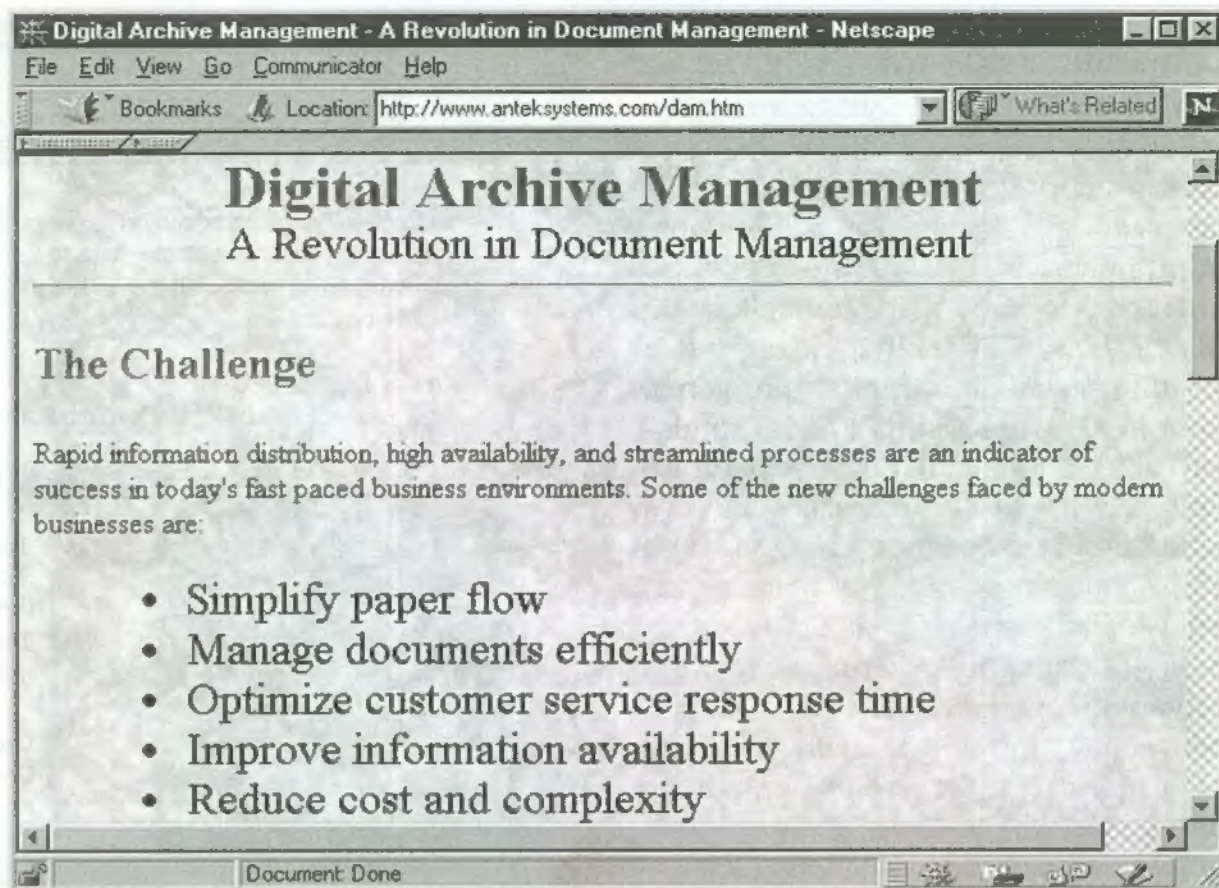 Digital Archive Management - A Revolution in Document Management - Netscape
File Edit View Go Communicator Help
Bookmarks Location: http://www.anteksystems.com/dam.htm What's Related N
Digital Archive Management
A Revolution in Document Management
The Challenge
Rapid information distribution, high availability, and streamlined processes are an indicator of
success in today's fast paced business environments. Some of the new challenges faced by modern
businesses are:
• Simplify paper flow
• Manage documents efficiently
• Optimize customer service response time
• Improve information availability
• Reduce cost and complexity
Document: Done